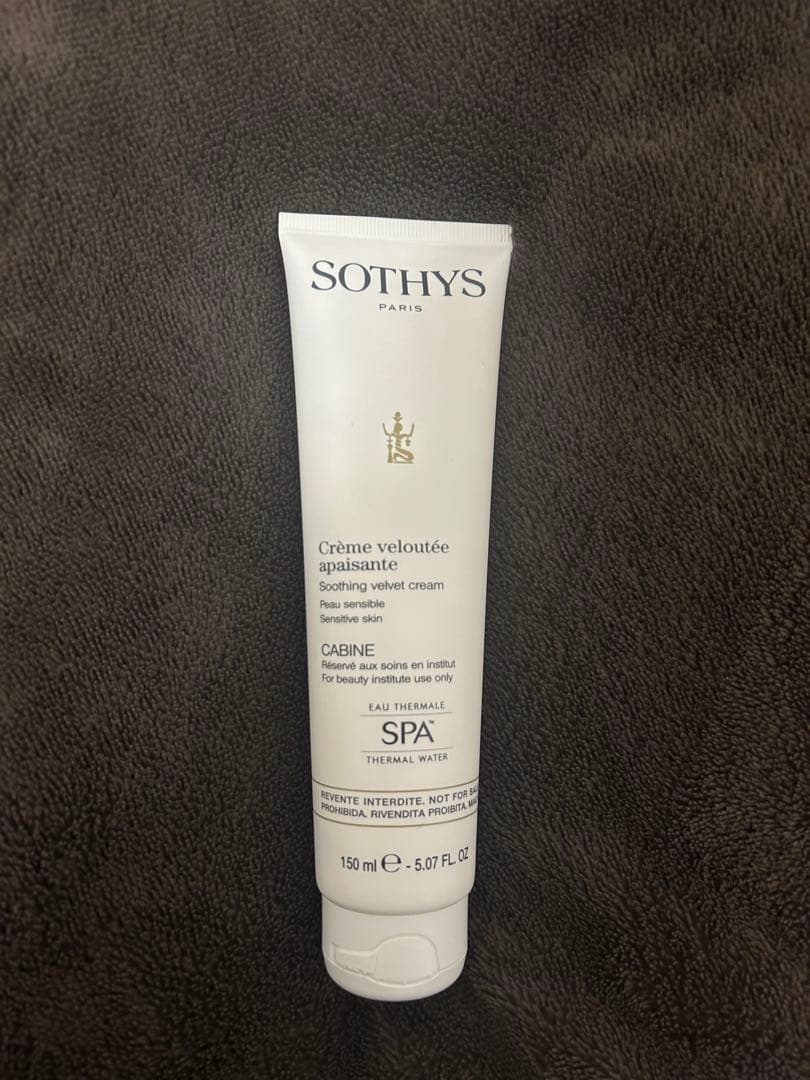 SOTHYS
PARIS
Crème veloutée
apaisante
Soothing velvet cream
Peau sensible
Sensitive skin
CABINE
Réservé aux soins en institut
For beauty institute use only
EAU THERMALE
SPA™
THERMAL WATER
REVENTE INTERDITE. NOT FOR
PROHIBIDA. RIVENDITA PROIBITA.
150 ml ℮ - 5.07 FL. OZ